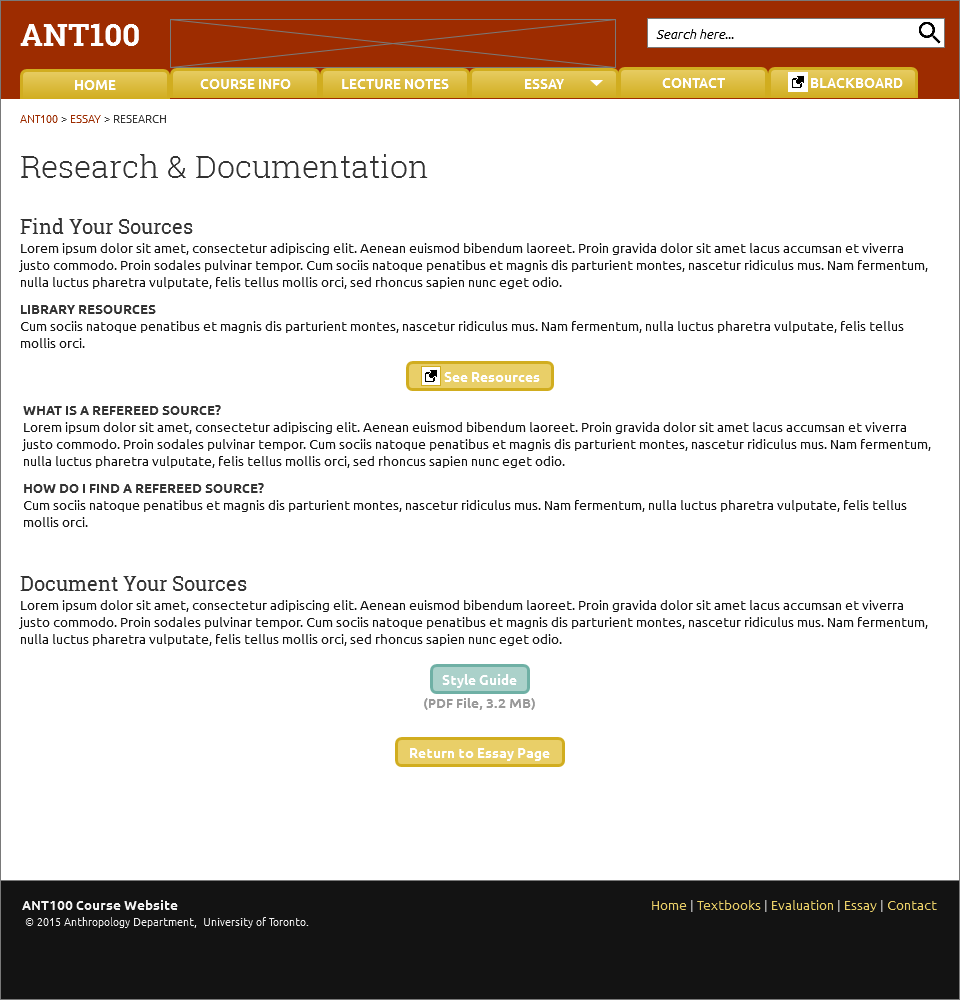 ANT100
Search here...
HOME COURSE INFO LECTURE NOTES ESSAY CONTACT BLACKBOARD
ANT100 > ESSAY > RESEARCH
Research & Documentation
Find Your Sources
Lorem ipsum dolor sit amet, consectetur adipiscing elit. Aenean euismod bibendum laoreet. Proin gravida dolor sit amet lacus accumsan et viverra
justo commodo. Proin sodales pulvinar tempor. Cum sociis natoque penatibus et magnis dis parturient montes, nascetur ridiculus mus. Nam fermentum,
nulla luctus pharetra vulputate, felis tellus mollis orci, sed rhoncus sapien nunc eget odio.
LIBRARY RESOURCES
Cum sociis natoque penatibus et magnis dis parturient montes, nascetur ridiculus mus. Nam fermentum, nulla luctus pharetra vulputate, felis tellus
mollis orci.
See Resources
WHAT IS A REFEREED SOURCE?
Lorem ipsum dolor sit amet, consectetur adipiscing elit. Aenean euismod bibendum laoreet. Proin gravida dolor sit amet lacus accumsan et viverra
justo commodo. Proin sodales pulvinar tempor. Cum sociis natoque penatibus et magnis dis parturient montes, nascetur ridiculus mus. Nam fermentum,
nulla luctus pharetra vulputate, felis tellus mollis orci, sed rhoncus sapien nunc eget odio.
HOW DO I FIND A REFEREED SOURCE?
Cum sociis natoque penatibus et magnis dis parturient montes, nascetur ridiculus mus. Nam fermentum, nulla luctus pharetra vulputate, felis tellus
mollis orci.
Document Your Sources
Lorem ipsum dolor sit amet, consectetur adipiscing elit. Aenean euismod bibendum laoreet. Proin gravida dolor sit amet lacus accumsan et viverra
justo commodo. Proin sodales pulvinar tempor. Cum sociis natoque penatibus et magnis dis parturient montes, nascetur ridiculus mus. Nam fermentum,
nulla luctus pharetra vulputate, felis tellus mollis orci, sed rhoncus sapien nunc eget odio.
Style Guide
(PDF File, 3.2 MB)
Return to Essay Page
ANT100 Course Website
© 2015 Anthropology Department, University of Toronto.
Home | Textbooks | Evaluation | Essay | Contact